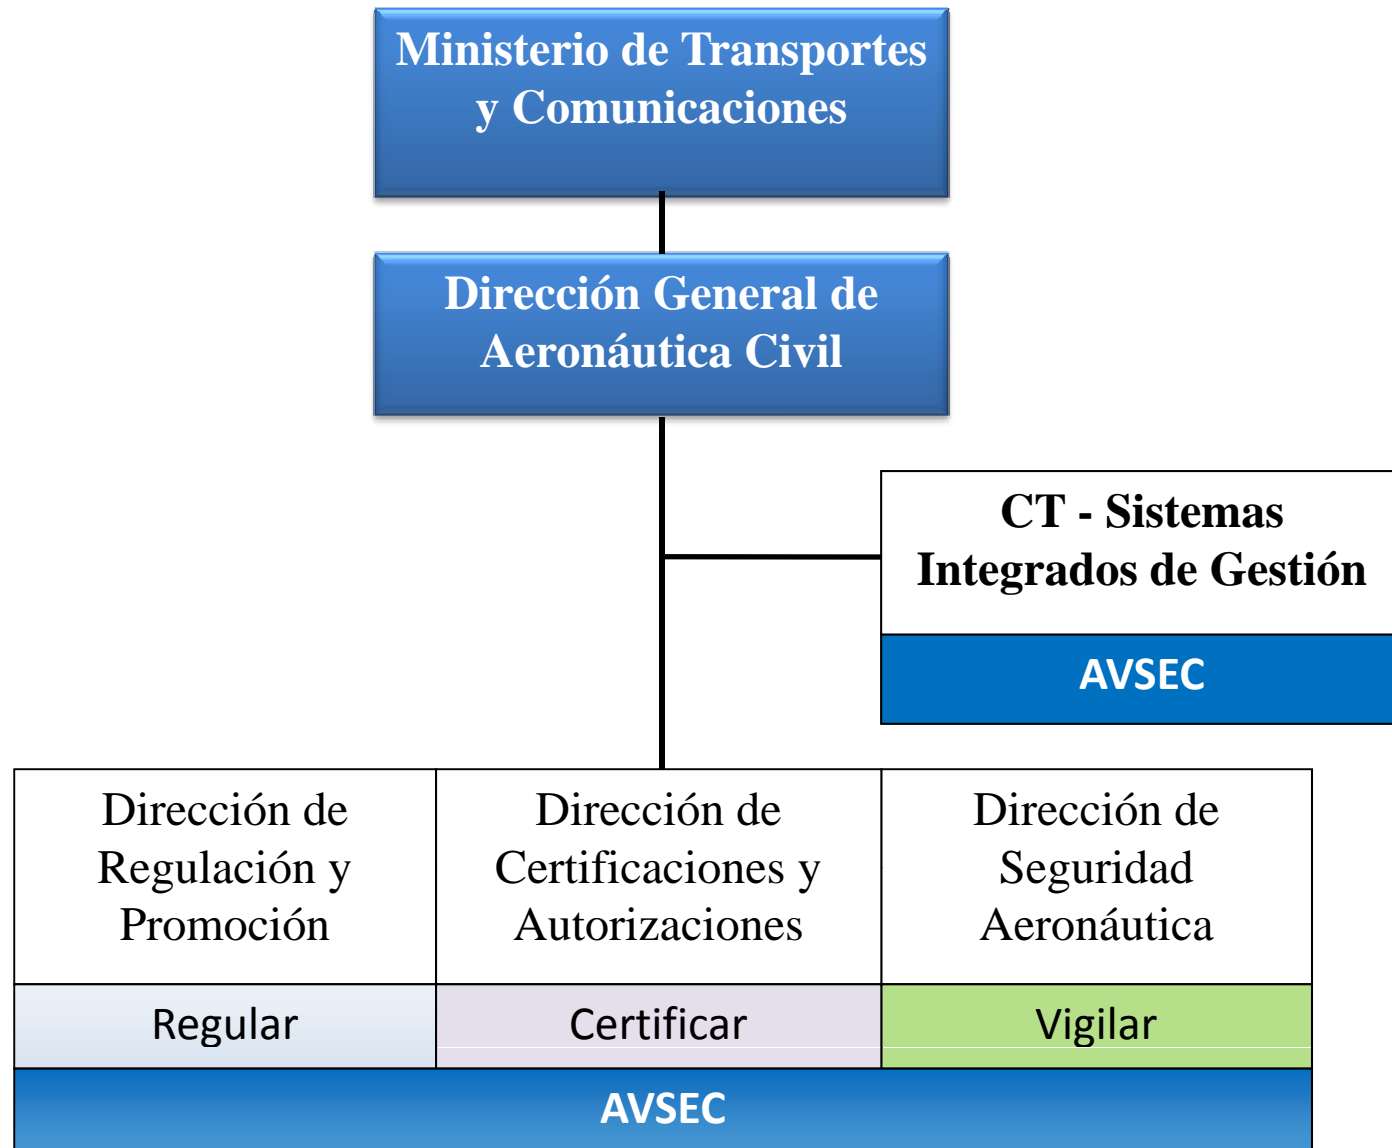 Ministerio de Transportes
y Comunicaciones
Dirección General de
Aeronáutica Civil
CT - Sistemas
Integrados de Gestión
AVSEC
Dirección de
Regulación y
Promoción
Dirección de
Certificaciones y
Autorizaciones
Dirección de
Seguridad
Aeronáutica
Regular
Certificar
Vigilar
AVSEC